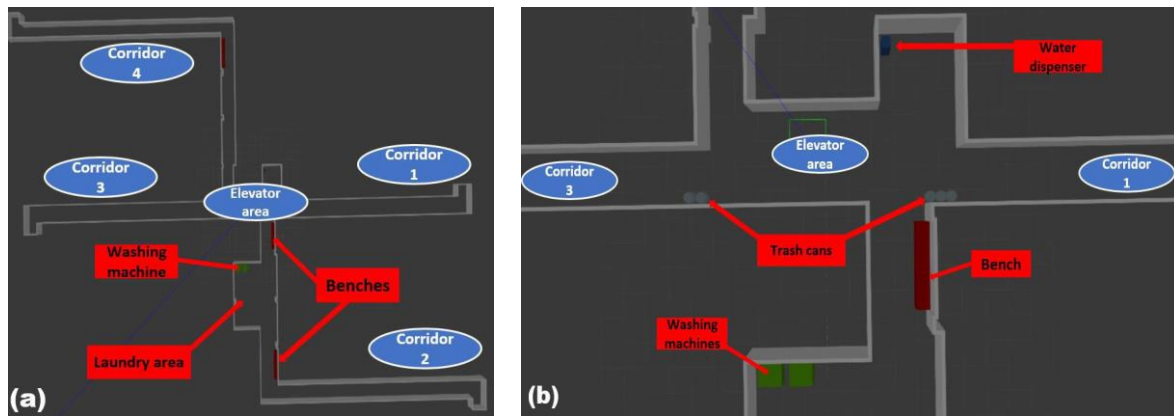 Corridor
4
Corridor
3
Corridor
1
Elevator
area
Washing
machine
Benches
Laundry area
Corridor
2
(a)
Water
dispenser
Elevator
area
Corridor
3
Corridor
1
Trash cans
Bench
Washing
machines
(b)